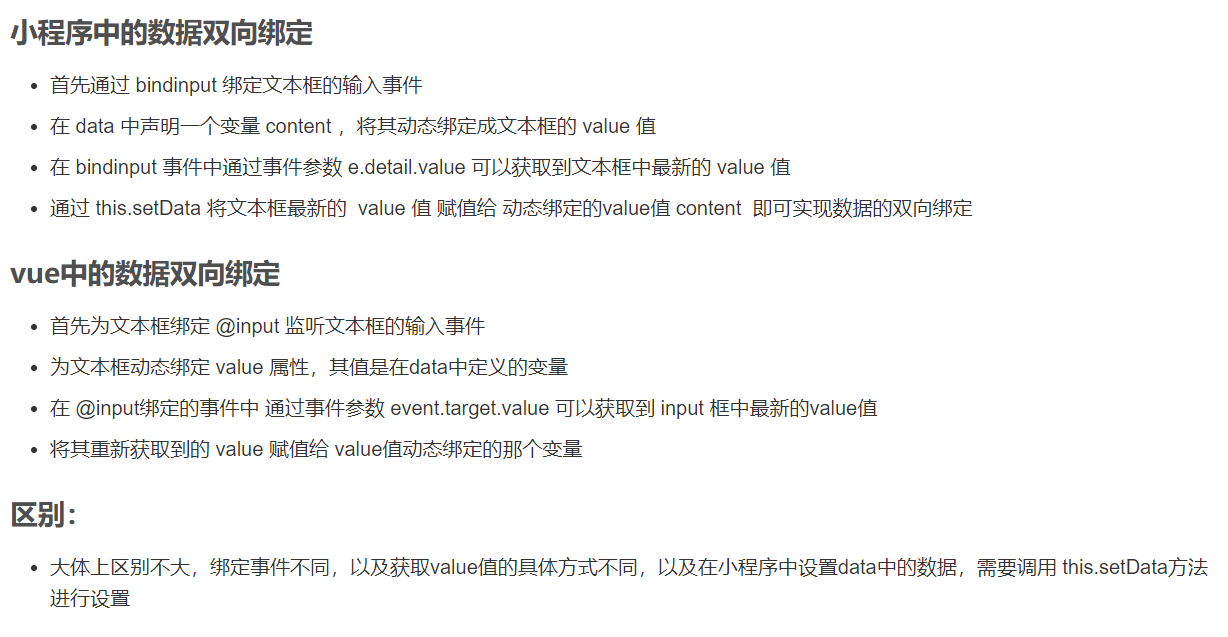 小程序中的数据双向绑定
• 首先通过 bindinput 绑定文本框的输入事件
• 在 data 中声明一个变量 content ，将其动态绑定成文本框的 value 值
• 在 bindinput 事件中通过事件参数 e.detail.value 可以获取到文本框中最新的 value 值
• 通过 this.setData 将文本框最新的  value 值 赋值给 动态绑定的value值 content  即可实现数据的双向绑定
vue中的数据双向绑定
• 首先为文本框绑定 @input 监听文本框的输入事件
• 为文本框动态绑定 value 属性，其值是在data中定义的变量
• 在 @input绑定的事件中 通过事件参数 event.target.value 可以获取到 input 框中最新的value值
• 将其重新获取到的 value 赋值给 value值动态绑定的那个变量
区别：
• 大体上区别不大，绑定事件不同，以及获取value值的具体方式不同，以及在小程序中设置data中的数据，需要调用 this.setData方法
进行设置